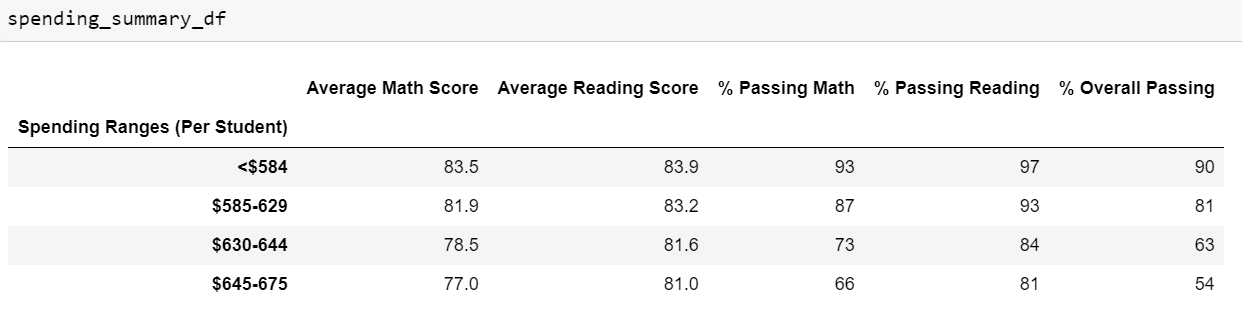 spending_summary_df
Average Math Score Average Reading Score % Passing Math % Passing Reading % Overall Passing
Spending Ranges (Per Student)
<$584 83.5 83.9 93 97 90
$585-629 81.9 83.2 87 93 81
$630-644 78.5 81.6 73 84 63
$645-675 77.0 81.0 66 81 54